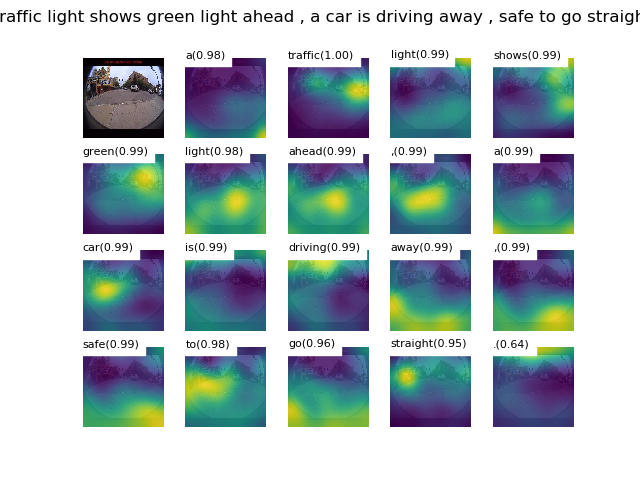 raffic light shows green light ahead , a car is driving away , safe to go straigh
a(0.98) traffic(1.00) light(0.99) shows(0.99)
green(0.99) light(0.98) ahead(0.99) ,(0.99) a(0.99)
car(0.99) is(0.99) driving(0.99) away(0.99) ,(0.99)
safe(0.99) to(0.98) go(0.96) straight(0.95) .(0.64)